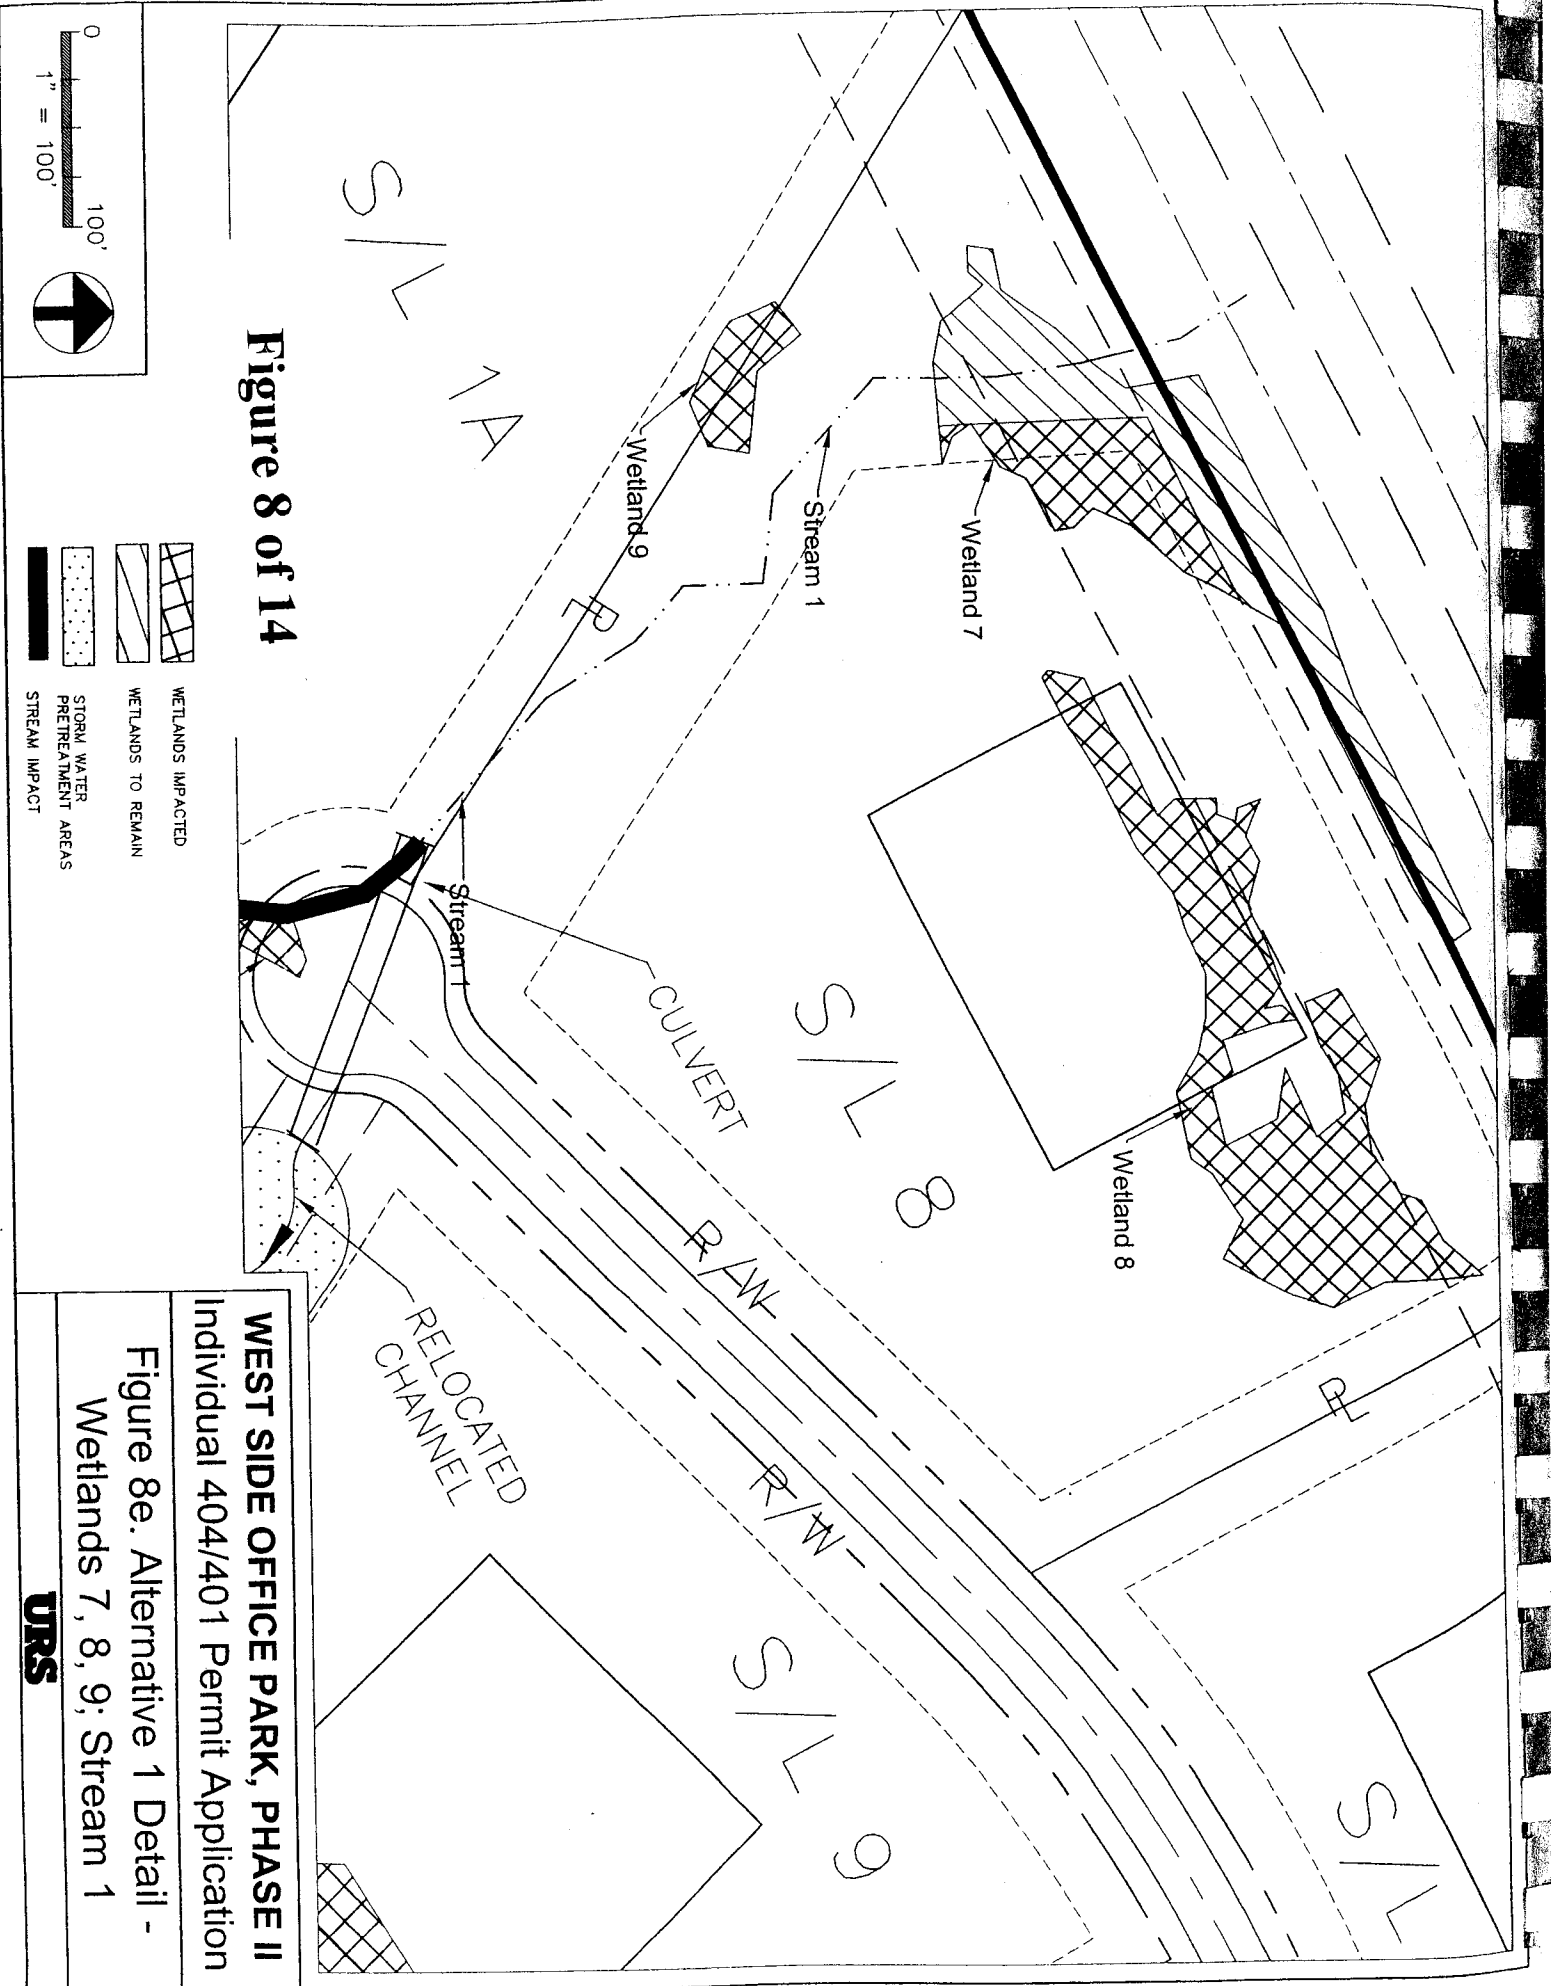 Wetland 7
Stream 1
Wetland 9
Wetland 8
S/L 1A
S/L 8
S/L 9
S/L
PL
PL
CULVERT
Stream 1
R/W
R/W
RELOCATED
CHANNEL
Figure 8 of 14
WETLANDS IMPACTED
WETLANDS TO REMAIN
STORM WATER
PRETREATMENT AREAS
STREAM IMPACT
0 100'
1" = 100'
WEST SIDE OFFICE PARK, PHASE II
Individual 404/401 Permit Application
Figure 8e. Alternative 1 Detail -
Wetlands 7, 8, 9; Stream 1
URS